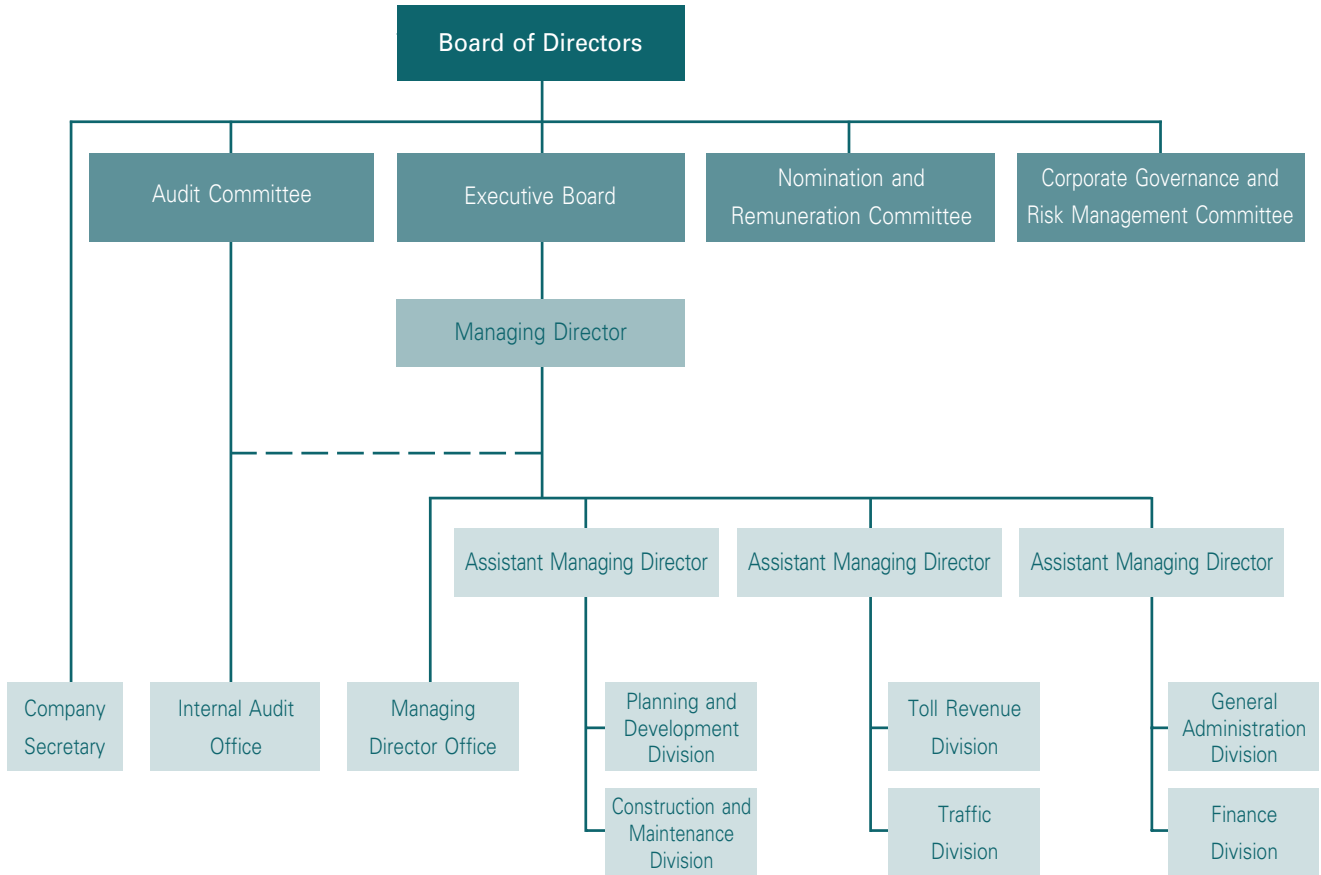 Board of Directors
Audit Committee
Executive Board
Nomination and
Remuneration Committee
Corporate Governance and
Risk Management Committee
Managing Director
Assistant Managing Director
Assistant Managing Director
Assistant Managing Director
Company
Secretary
Internal Audit
Office
Managing
Director Office
Planning and
Development
Division
Toll Revenue
Division
General
Administration
Division
Construction and
Maintenance
Division
Traffic
Division
Finance
Division